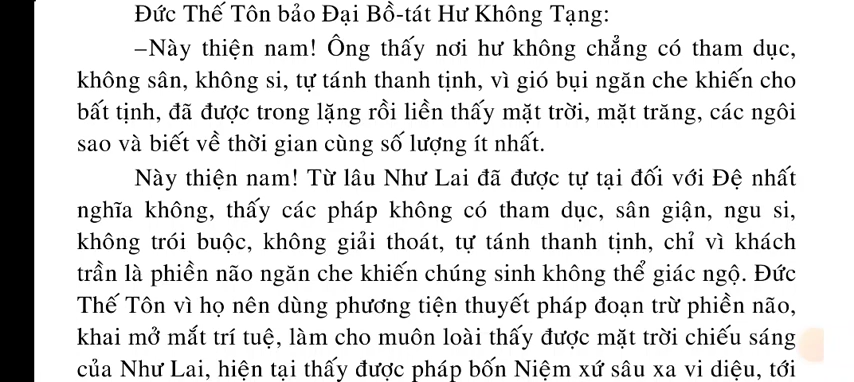 Đức Thế Tôn bảo Đại Bồ-tát Hư Không Tạng:
–Này thiện nam! Ông thấy nơi hư không chẳng có tham dục,
không sân, không si, tự tánh thanh tịnh, vì gió bụi ngăn che khiến cho
bất tịnh, đã được trong lặng rồi liền thấy mặt trời, mặt trăng, các ngôi
sao và biết về thời gian cùng số lượng ít nhất.
Này thiện nam! Từ lâu Như Lai đã được tự tại đối với Đệ nhất
nghĩa không, thấy các pháp không có tham dục, sân giận, ngu si,
không trói buộc, không giải thoát, tự tánh thanh tịnh, chỉ vì khách
trần là phiền não ngăn che khiến chúng sinh không thể giác ngộ. Đức
Thế Tôn vì họ nên dùng phương tiện thuyết pháp đoạn trừ phiền não,
khai mở mắt trí tuệ, làm cho muôn loài thấy được mặt trời chiếu sáng
của Như Lai, hiện tại thấy được pháp bốn Niệm xứ sâu xa vi diệu, tới